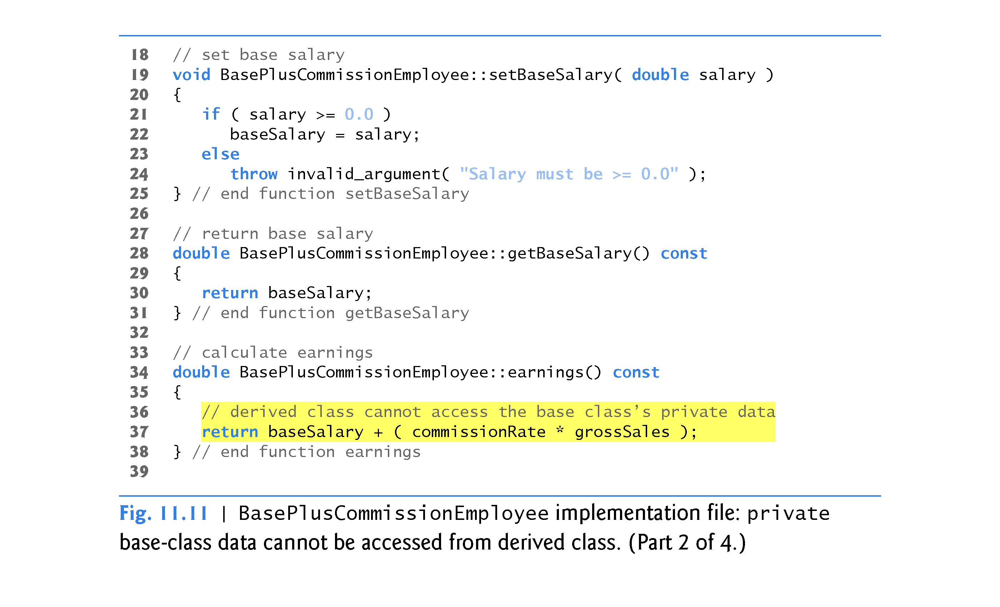 18 // set base salary
19 void BasePlusCommissionEmployee::setBaseSalary( double salary )
20 {
21    if ( salary >= 0.0 )
22       baseSalary = salary;
23    else
24       throw invalid_argument( "Salary must be >= 0.0" );
25 } // end function setBaseSalary
26
27 // return base salary
28 double BasePlusCommissionEmployee::getBaseSalary() const
29 {
30    return baseSalary;
31 } // end function getBaseSalary
32
33 // calculate earnings
34 double BasePlusCommissionEmployee::earnings() const
35 {
36    // derived class cannot access the base class’s private data
37    return baseSalary + ( commissionRate * grossSales );
38 } // end function earnings
39
Fig. 11.11 | BasePlusCommissionEmployee implementation file: private
base-class data cannot be accessed from derived class. (Part 2 of 4.)